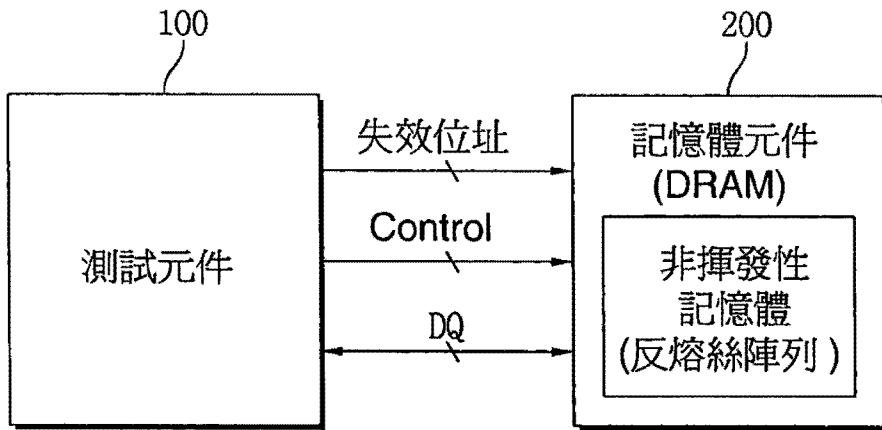 100
200
測試元件
失效位址
Control
DQ
記憶體元件
(DRAM)
非揮發性
記憶體
(反熔絲陣列)